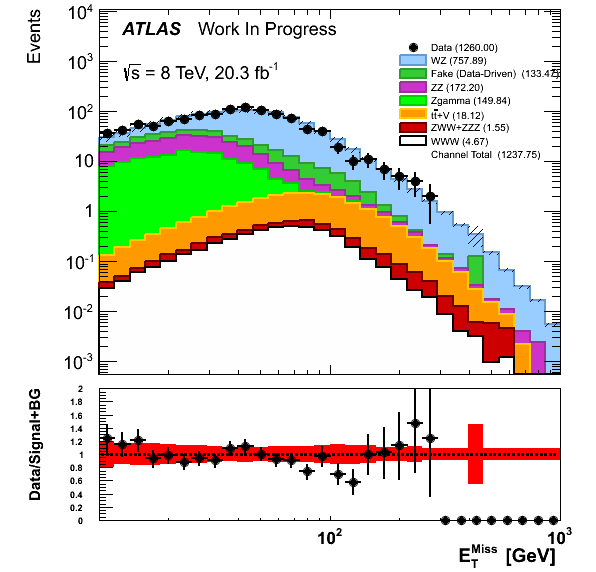 Events
10⁴
10³
10²
10
1
10⁻¹
10⁻²
10⁻³
ATLAS Work In Progress
√s = 8 TeV, 20.3 fb⁻¹
Data (1260.00)
WZ (757.89)
Fake (Data-Driven) (133.47)
ZZ (172.20)
Zgamma (149.84)
tt̄+V (18.12)
ZWW+ZZZ (1.55)
WWW (4.67)
Channel Total (1237.75)
Data/Signal+BG
2
1.8
1.6
1.4
1.2
1
0.8
0.6
0.4
0.2
0
10² 10³
E_T^Miss [GeV]